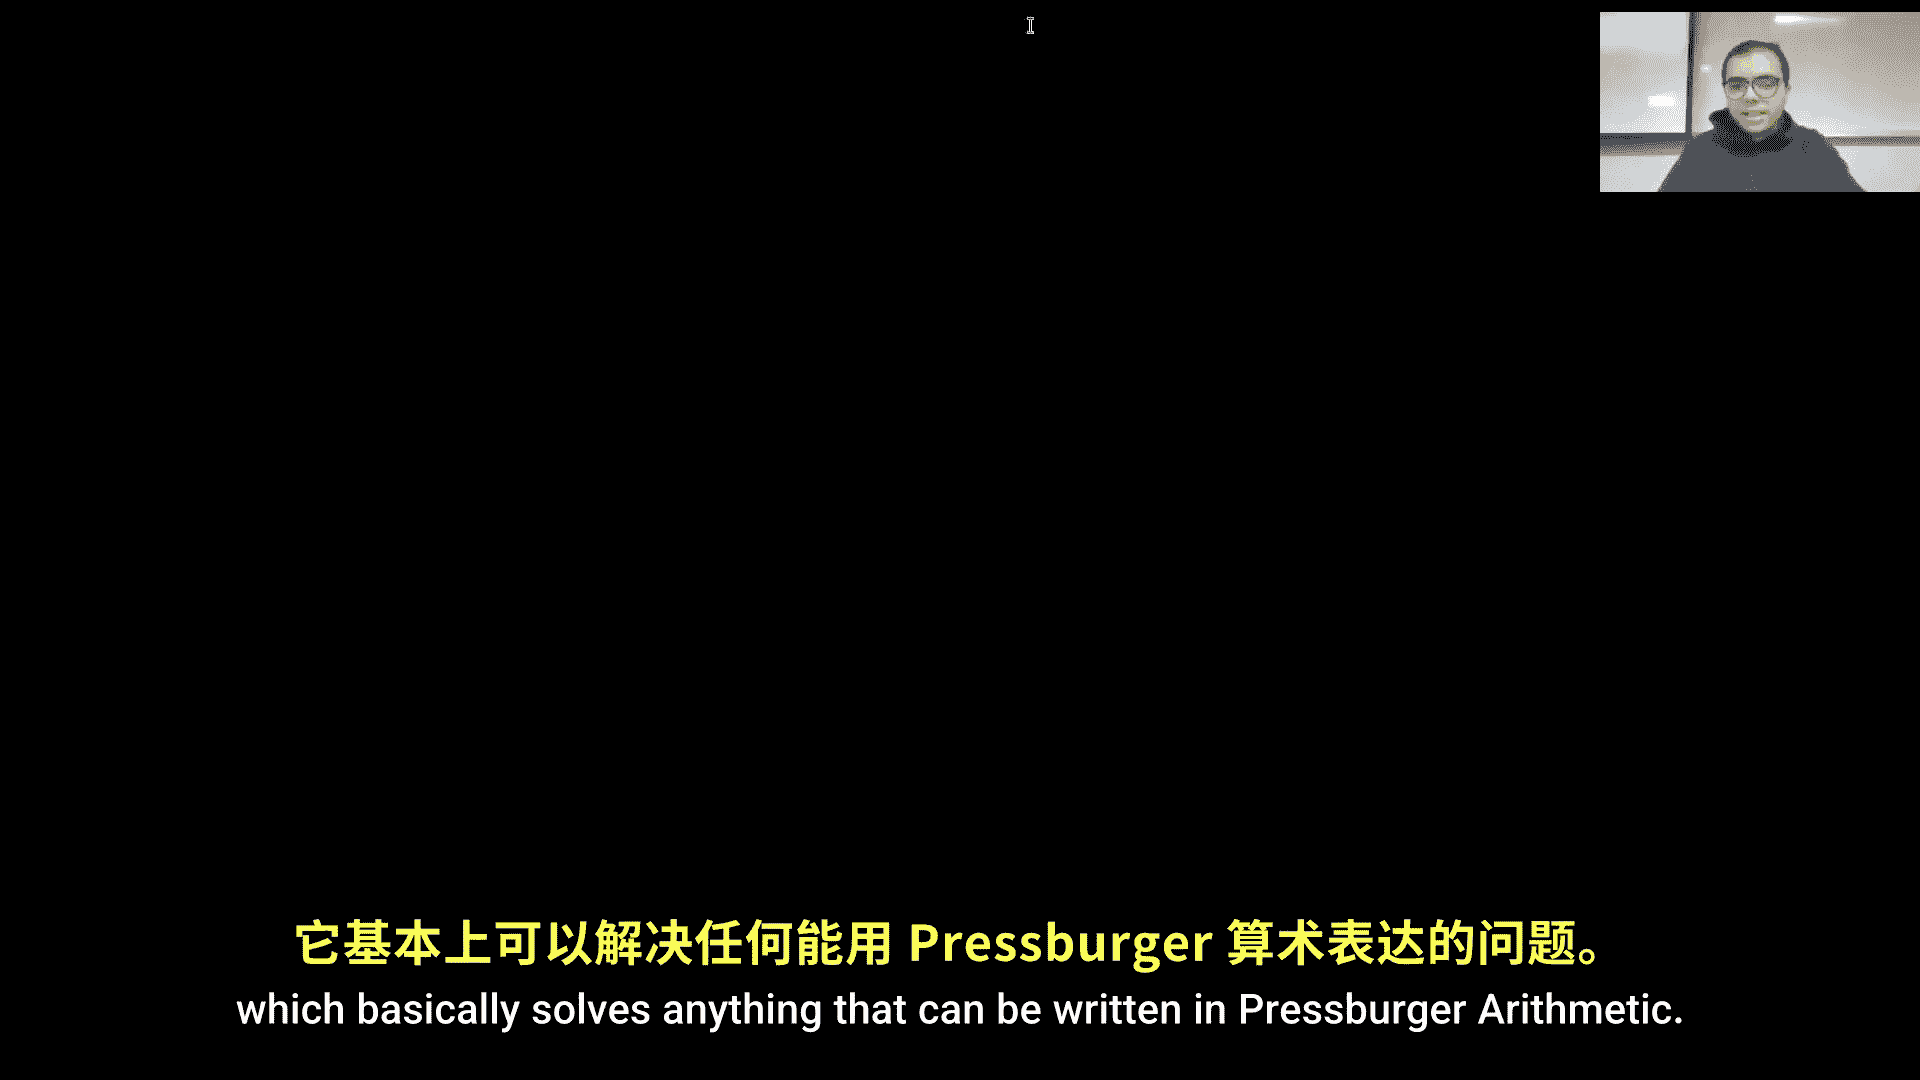 它基本上可以解决任何能用 Pressburger 算术表达的问题。
which basically solves anything that can be written in Pressburger Arithmetic.